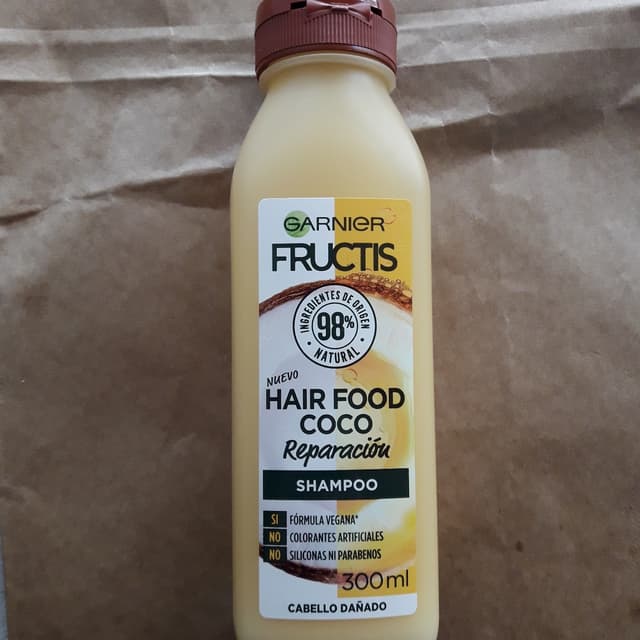 GARNIER
FRUCTIS
INGREDIENTES DE ORIGEN
98%
• NATURAL •
NUEVO
HAIR FOOD
COCO
Reparación
SHAMPOO
SI FÓRMULA VEGANA*
NO COLORANTES ARTIFICIALES
NO SILICONAS NI PARABENOS
300ml
CABELLO DAÑADO